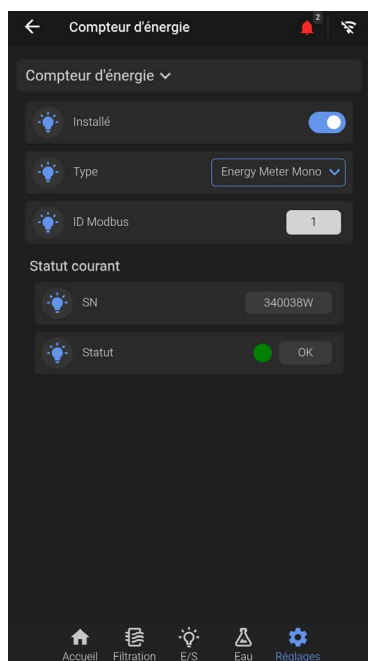 Compteur d'énergie
2
Compteur d'énergie
Installé
Type
Energy Meter Mono
ID Modbus
1
Statut courant
SN
340038W
Statut
OK
Accueil
Filtration
E/S
Eau
Réglages